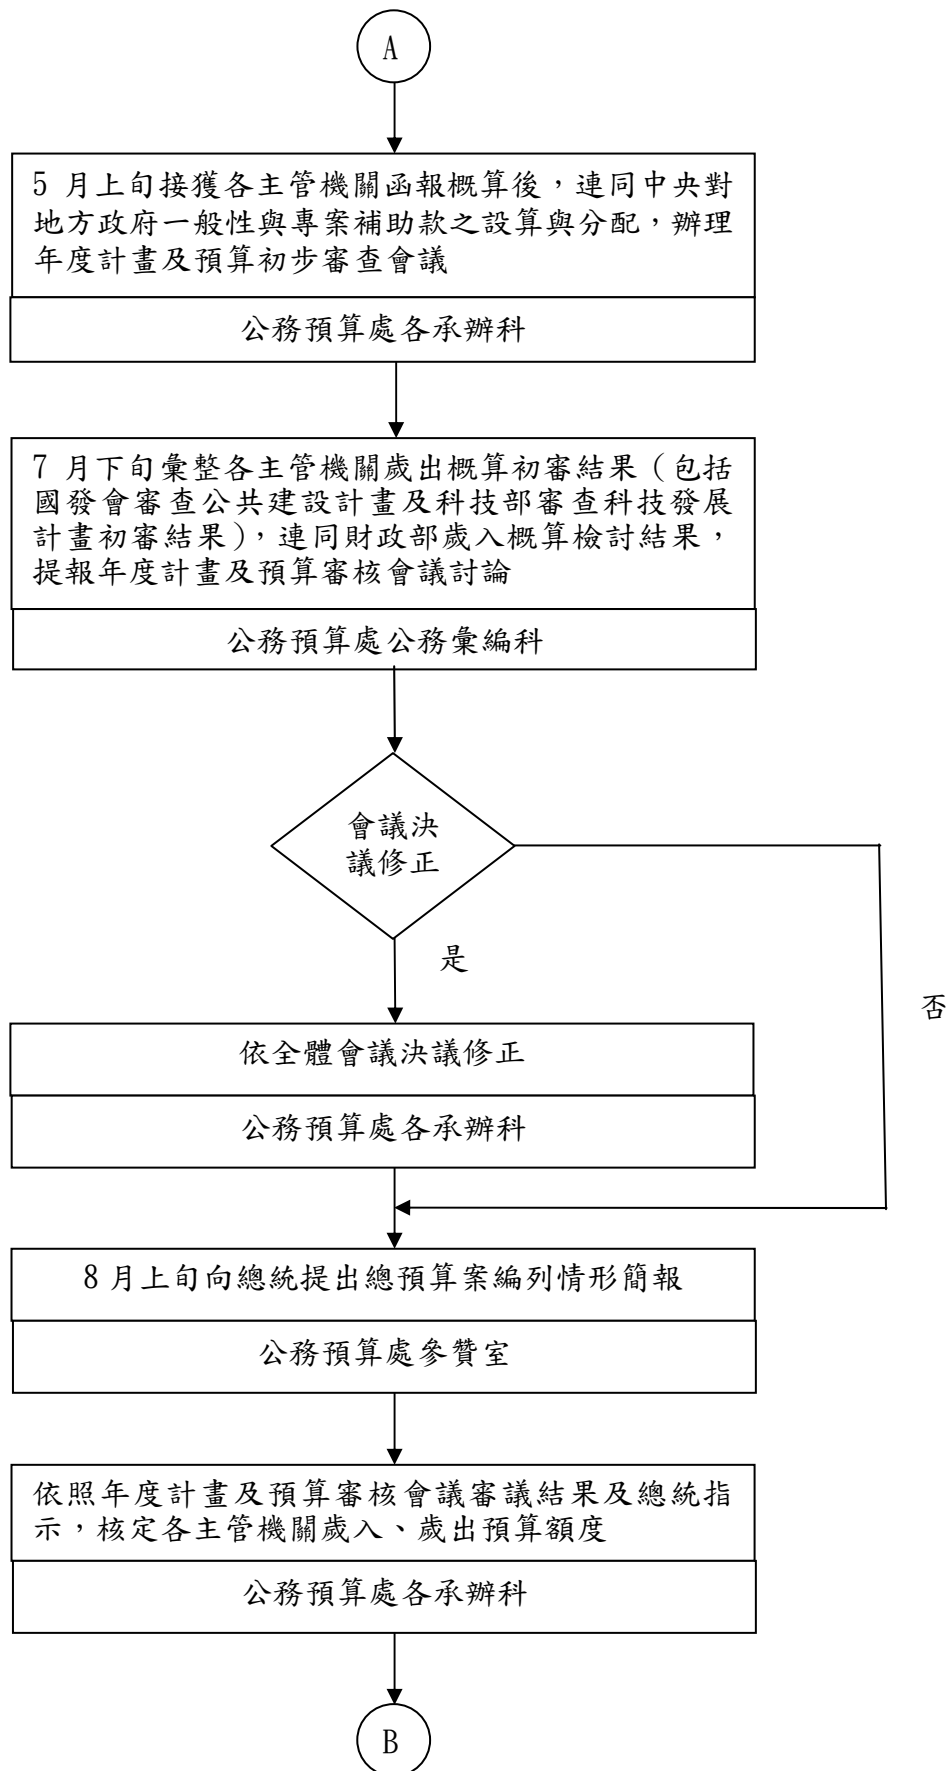 A
5 月上旬接獲各主管機關函報概算後，連同中央對
地方政府一般性與專案補助款之設算與分配，辦理
年度計畫及預算初步審查會議
公務預算處各承辦科
7 月下旬彙整各主管機關歲出概算初審結果（包括
國發會審查公共建設計畫及科技部審查科技發展
計畫初審結果），連同財政部歲入概算檢討結果，
提報年度計畫及預算審核會議討論
公務預算處公務彙編科
會議決
議修正
是
否
依全體會議決議修正
公務預算處各承辦科
8 月上旬向總統提出總預算案編列情形簡報
公務預算處參贊室
依照年度計畫及預算審核會議審議結果及總統指
示，核定各主管機關歲入、歲出預算額度
公務預算處各承辦科
B